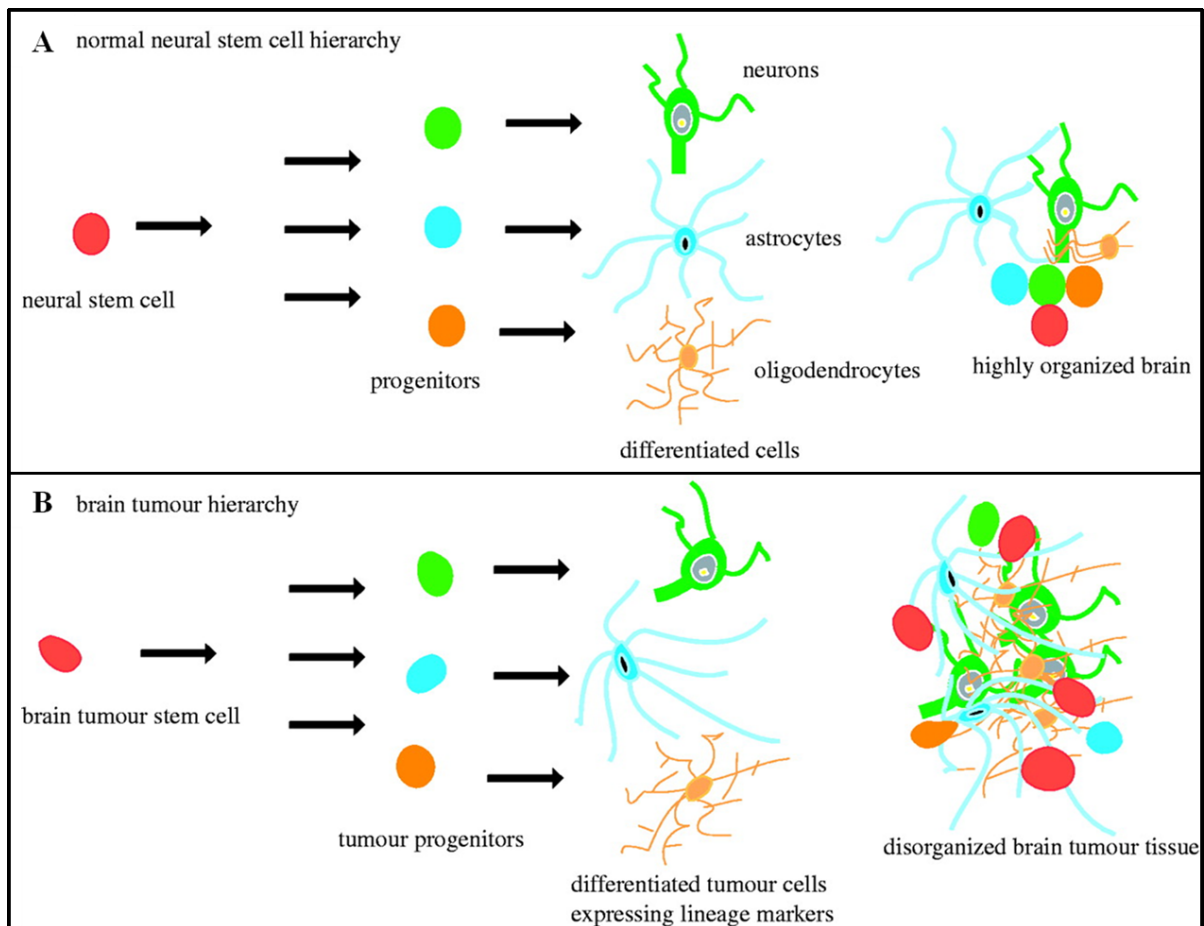 A normal neural stem cell hierarchy
neurons
astrocytes
neural stem cell
progenitors
oligodendrocytes
highly organized brain
differentiated cells
B brain tumour hierarchy
brain tumour stem cell
tumour progenitors
disorganized brain tumour tissue
differentiated tumour cells
expressing lineage markers